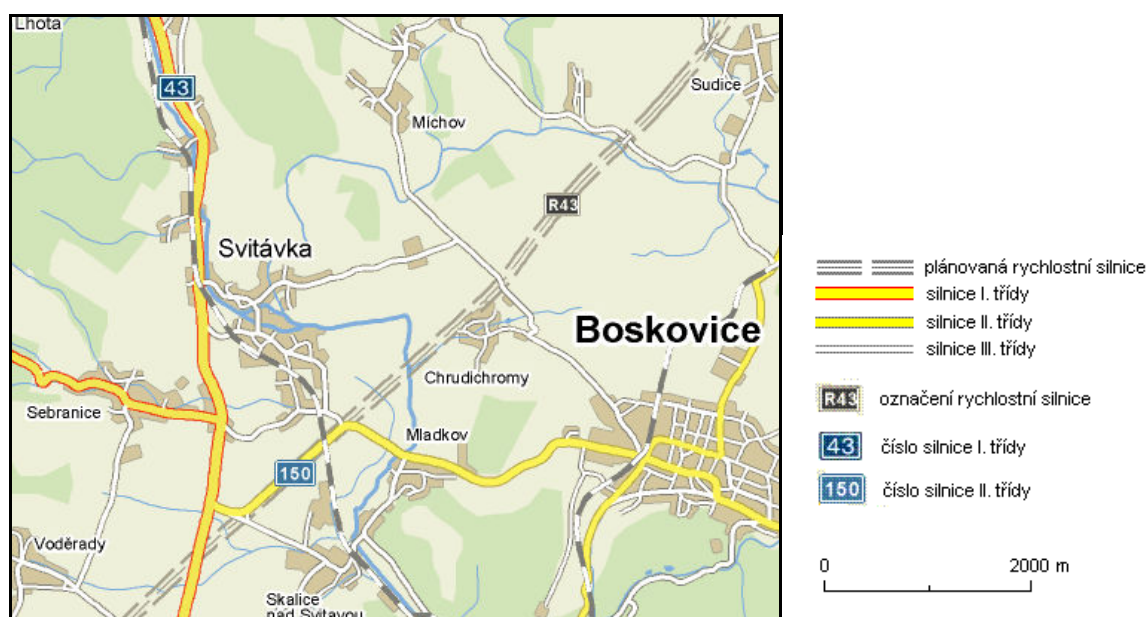 Lhota
43
Sudice
Míchov
R43
Svitávka
Boskovice
Chrudichromy
Sebranice
Mladkov
150
Voděrady
Skalice
nad Svitavou
plánovaná rychlostní silnice
silnice I. třídy
silnice II. třídy
silnice III. třídy
R43 označení rychlostní silnice
43 číslo silnice I. třídy
150 číslo silnice II. třídy
0 2000 m